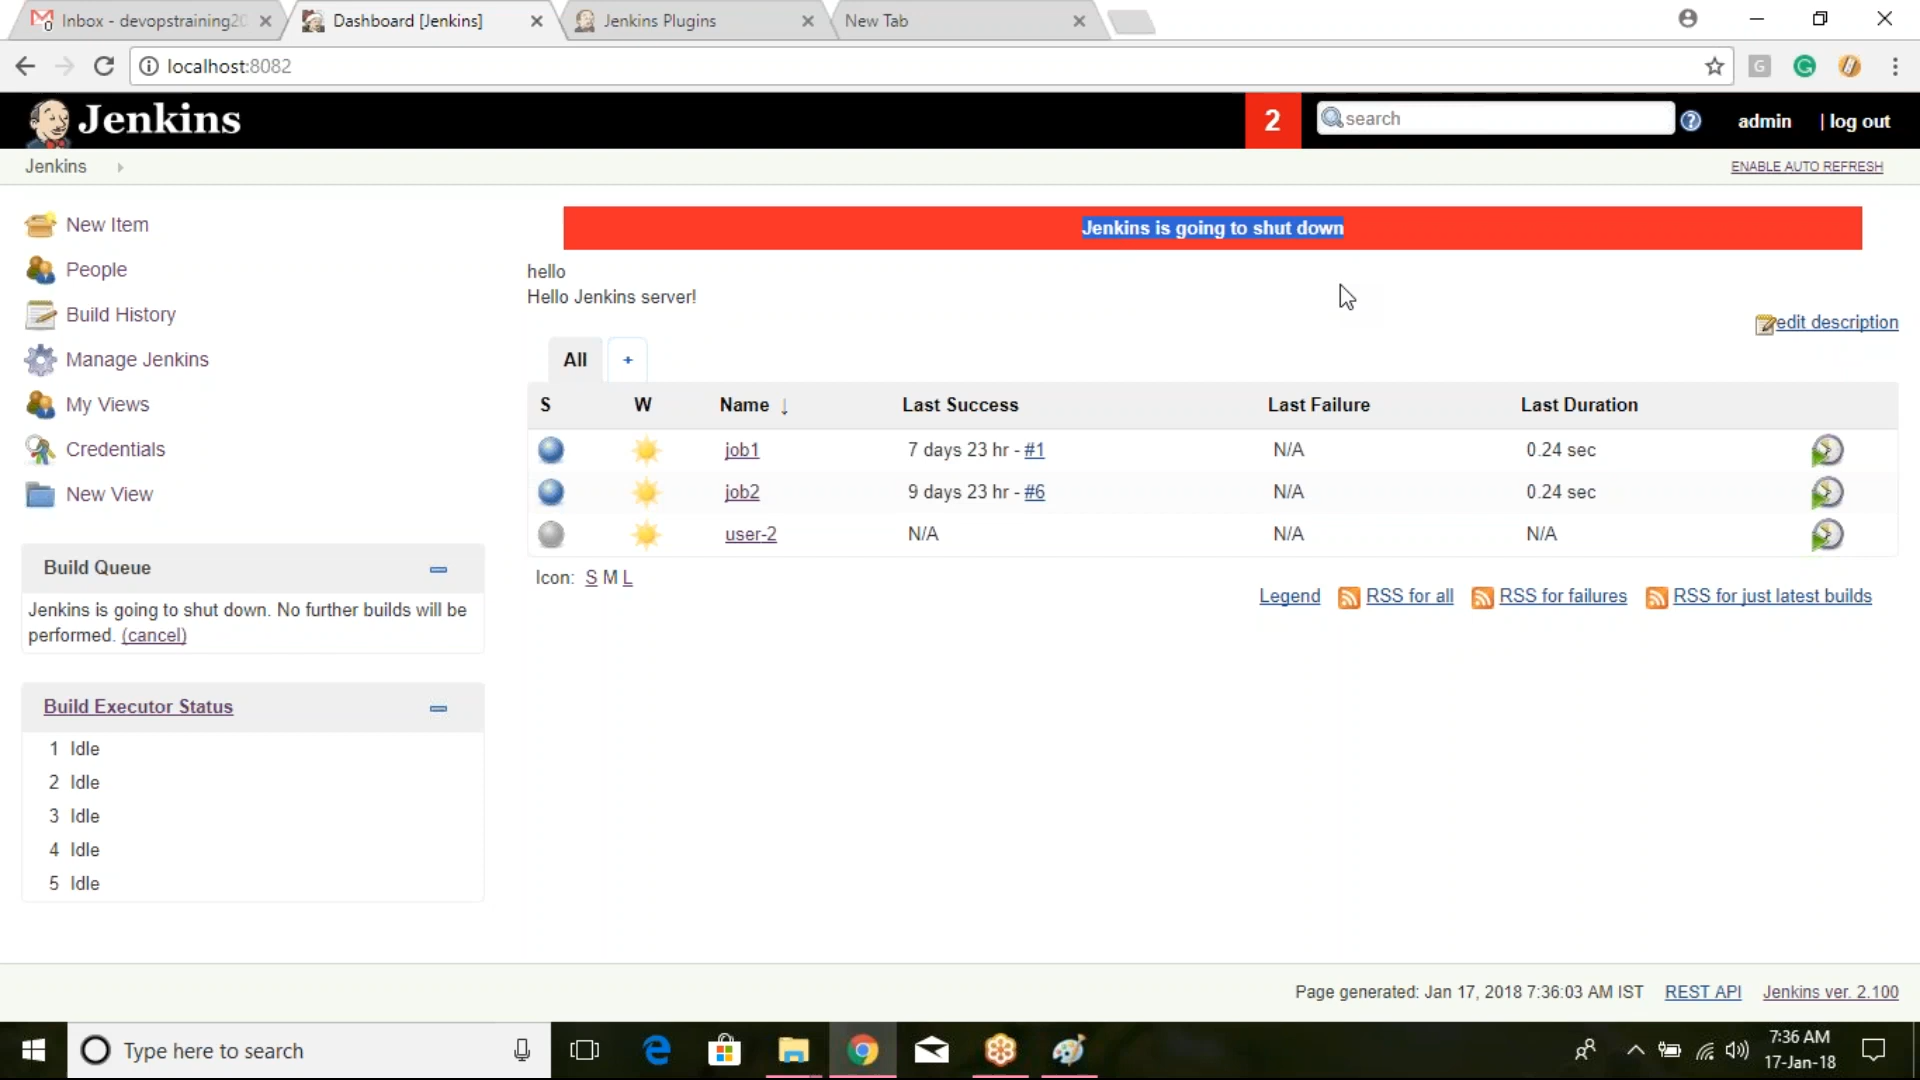 Inbox - devopstraining20
Dashboard [Jenkins]
Jenkins Plugins
New Tab
localhost:8082
Jenkins
2
search
admin
| log out
Jenkins
ENABLE AUTO REFRESH
New Item
People
Build History
Manage Jenkins
My Views
Credentials
New View
Jenkins is going to shut down
hello
Hello Jenkins server!
edit description
All +
S W Name ↓ Last Success Last Failure Last Duration
job1 7 days 23 hr - #1 N/A 0.24 sec
job2 9 days 23 hr - #6 N/A 0.24 sec
user-2 N/A N/A N/A
Icon: S M L
Legend RSS for all RSS for failures RSS for just latest builds
Build Queue
Jenkins is going to shut down. No further builds will be
performed. (cancel)
Build Executor Status
1 Idle
2 Idle
3 Idle
4 Idle
5 Idle
Page generated: Jan 17, 2018 7:36:03 AM IST REST API Jenkins ver. 2.100
Type here to search
7:36 AM
17-Jan-18